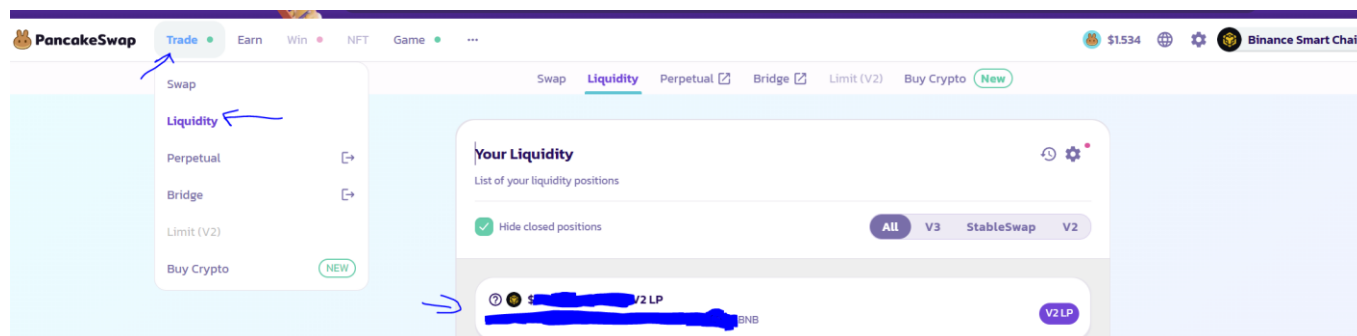 PancakeSwap Trade Earn Win NFT Game ... $1.534 Binance Smart Chai
Swap Liquidity Perpetual Bridge Limit (V2) Buy Crypto New
Swap
Liquidity
Perpetual
Bridge
Limit (V2)
Buy Crypto NEW
Your Liquidity
List of your liquidity positions
Hide closed positions
All V3 StableSwap V2
$ V2 LP
BNB
V2 LP